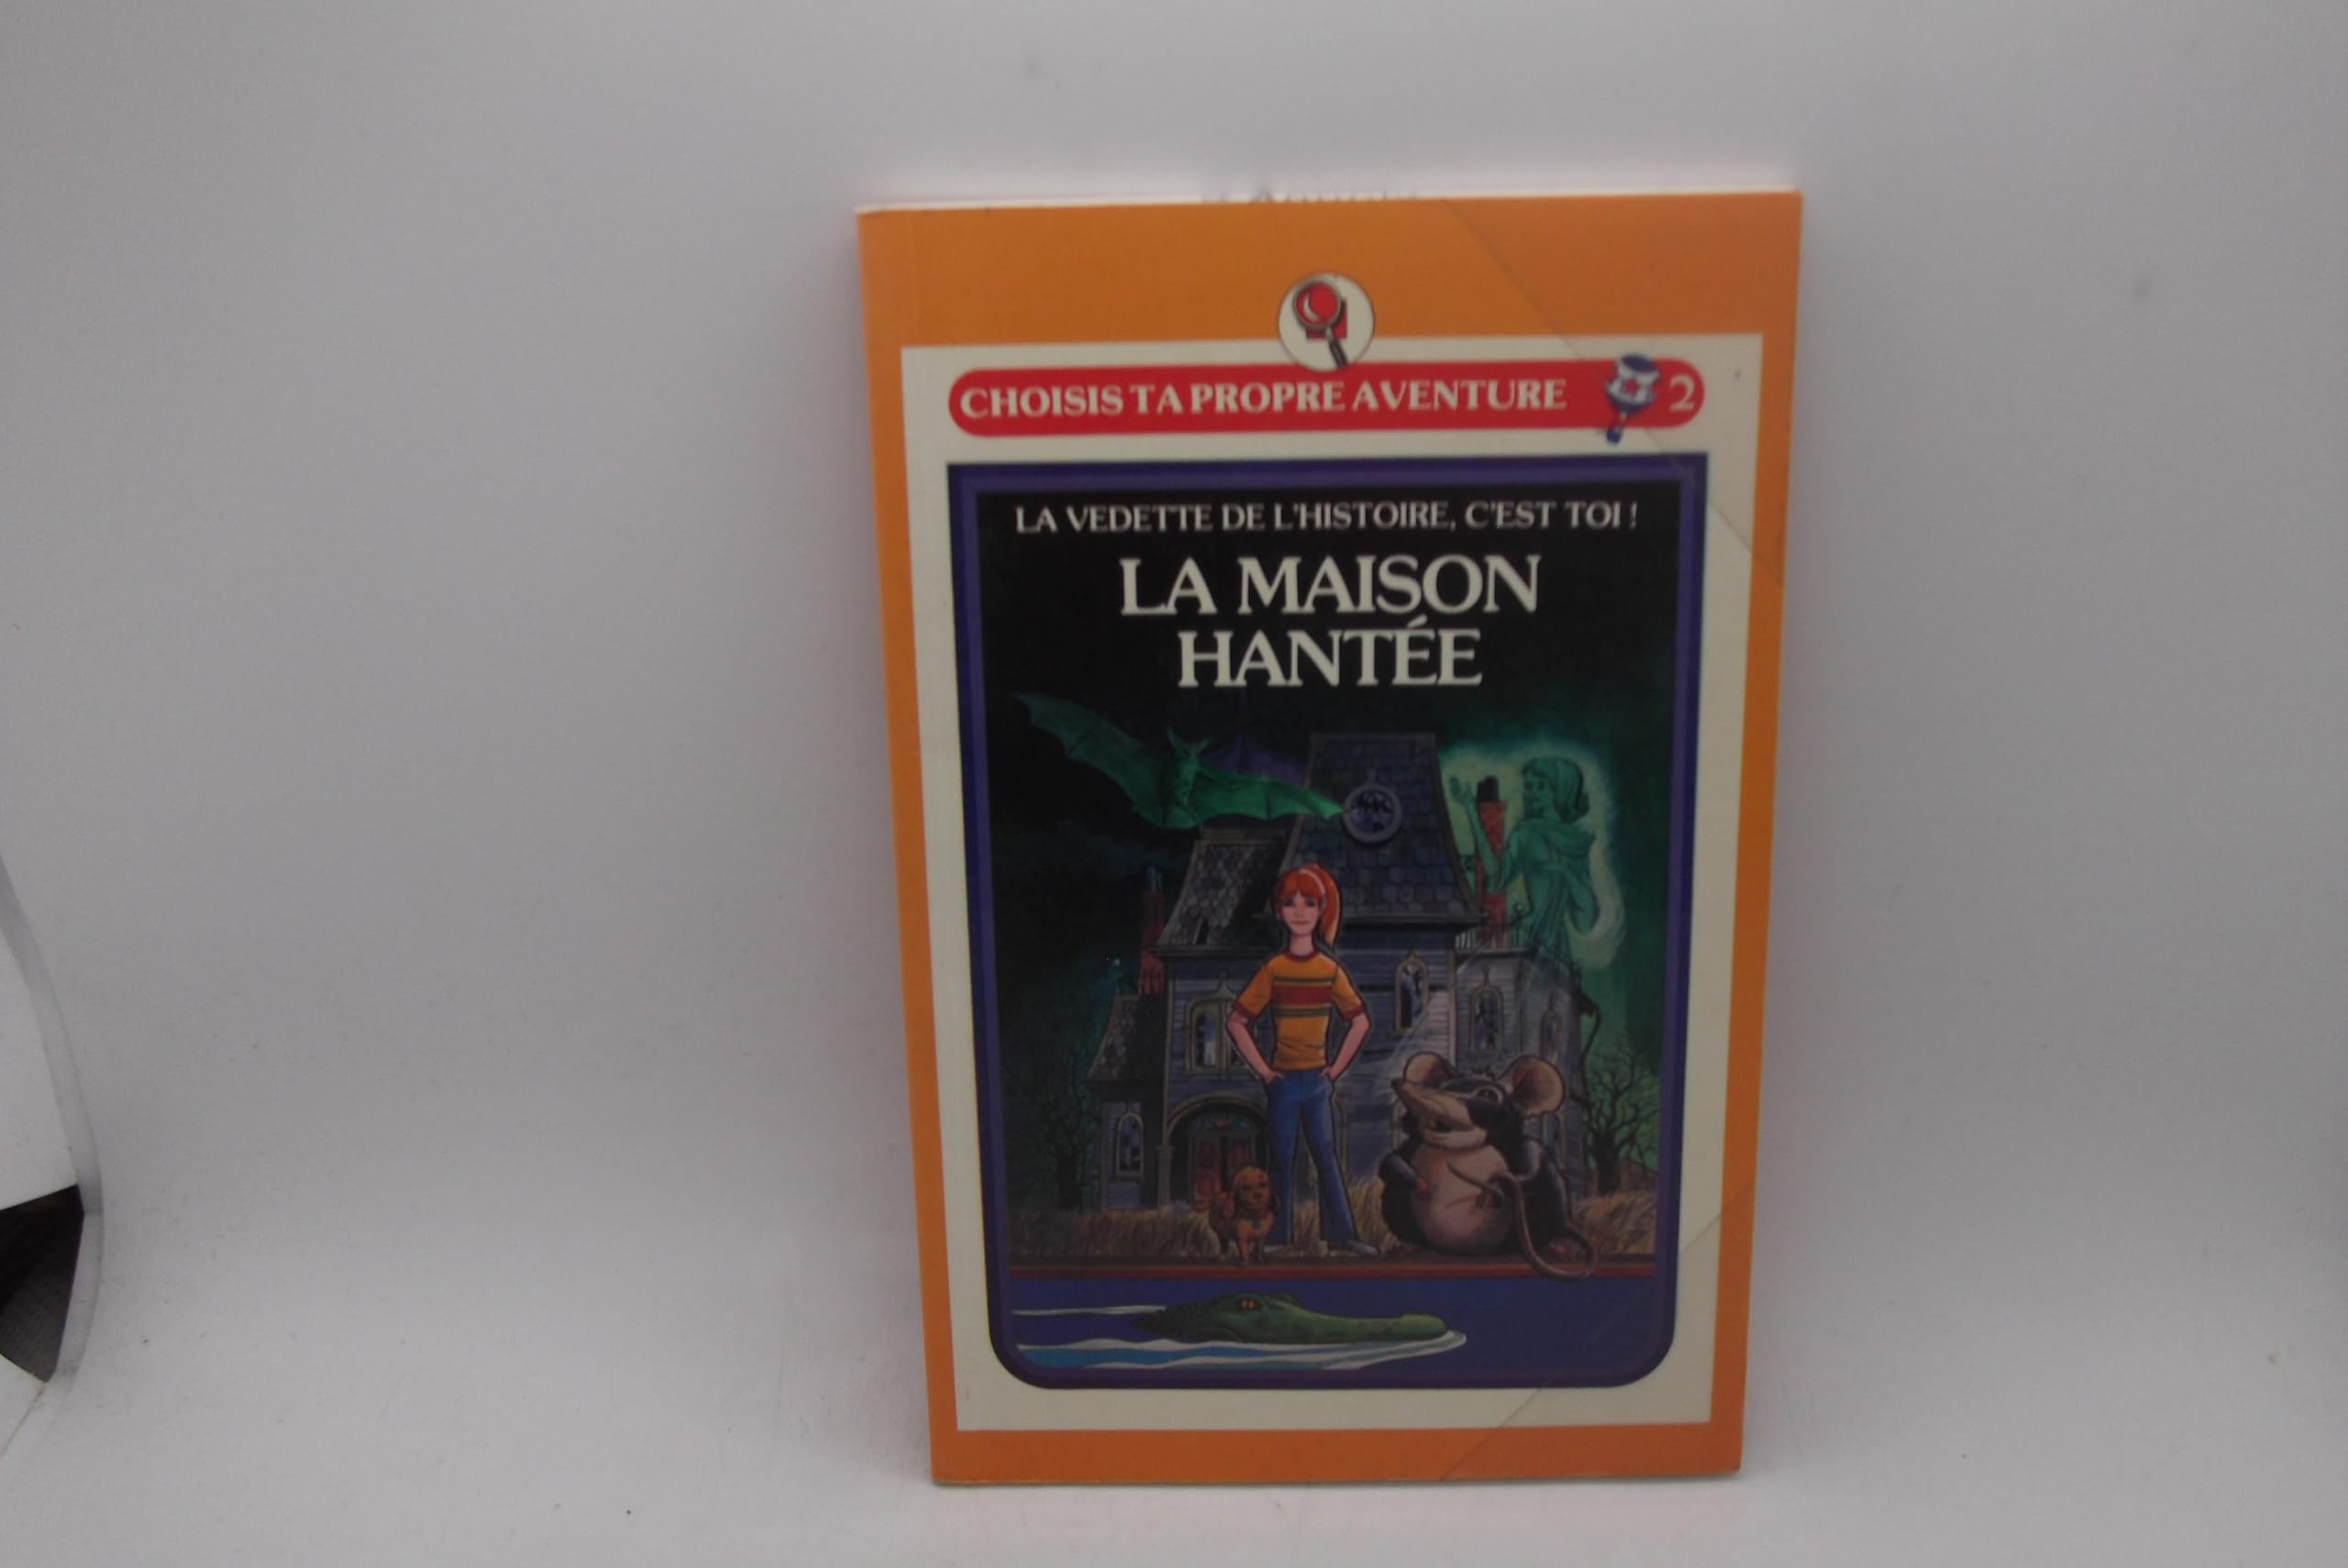 CHOISIS TA PROPRE AVENTURE 2
LA VEDETTE DE L'HISTOIRE, C'EST TOI !
LA MAISON
HANTÉE